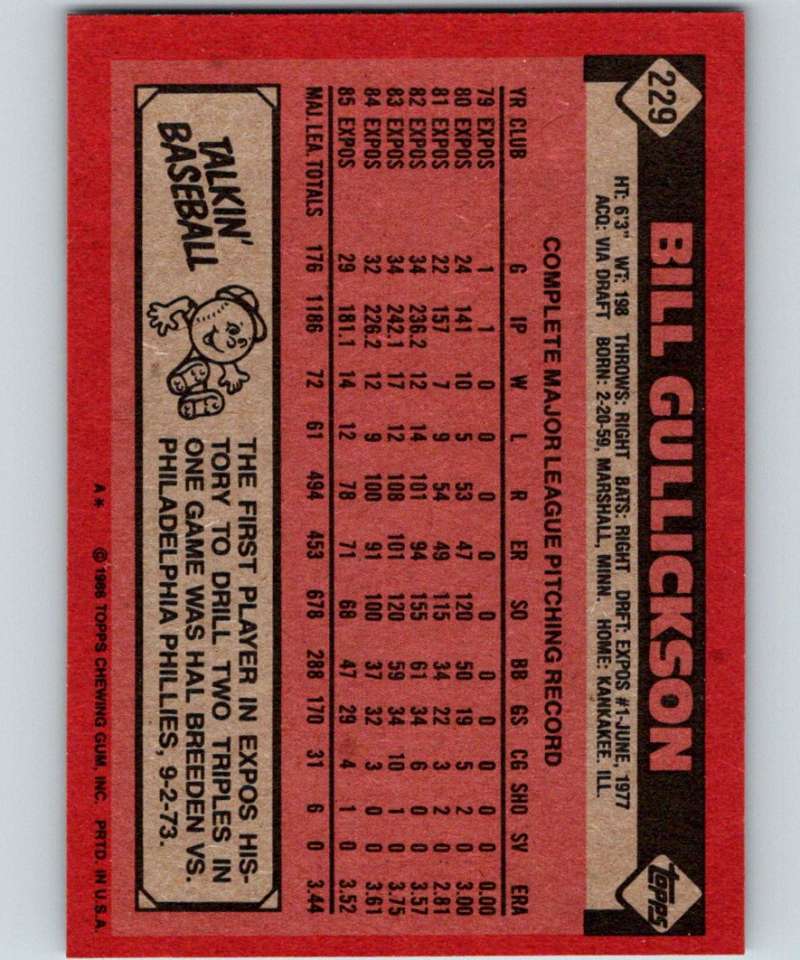 229
BILL GULLICKSON
topps
HT: 6'3" WT: 198 THROWS: RIGHT BATS: RIGHT DRFT: EXPOS #1-JUNE, 1977
ACQ: VIA DRAFT BORN: 2-20-59, MARSHALL, MINN. HOME: KANKAKEE, ILL.
COMPLETE MAJOR LEAGUE PITCHING RECORD
YR CLUB G IP W L R ER SO BB GS CG SHO SV ERA
79 EXPOS 1 1 0 0 0 0 0 0 0 0 0 0 0.00
80 EXPOS 24 141 10 5 53 47 120 50 19 5 2 0 3.00
81 EXPOS 22 157 7 9 54 49 115 34 22 3 2 0 2.81
82 EXPOS 34 236.2 12 14 101 94 155 61 34 6 0 0 3.57
83 EXPOS 34 242.1 17 12 108 101 120 59 34 10 1 0 3.75
84 EXPOS 32 226.2 12 9 100 91 100 37 32 3 0 0 3.61
85 EXPOS 29 181.1 14 12 78 71 68 47 29 4 1 0 3.52
MAJ. LEA. TOTALS 176 1186 72 61 494 453 678 288 170 31 6 0 3.44
TALKIN'
BASEBALL
THE FIRST PLAYER IN EXPOS HIS-
TORY TO DRILL TWO TRIPLES IN
ONE GAME WAS HAL BREEDEN VS.
PHILADELPHIA PHILLIES, 9-2-73.
A* © 1986 TOPPS CHEWING GUM, INC. PRTD. IN U.S.A.